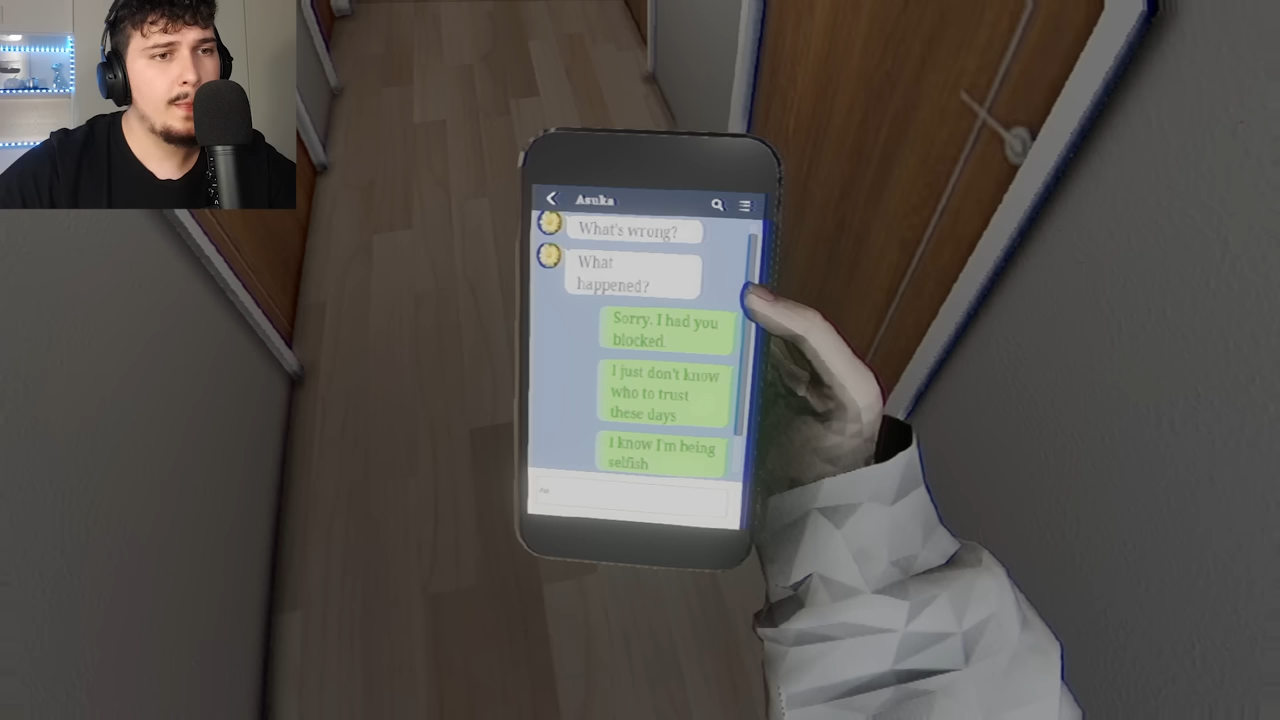 Asuka
What's wrong?
What
happened?
Sorry. I had you
blocked.
I just don't know
who to trust
these days
I know I'm being
selfish
Aa